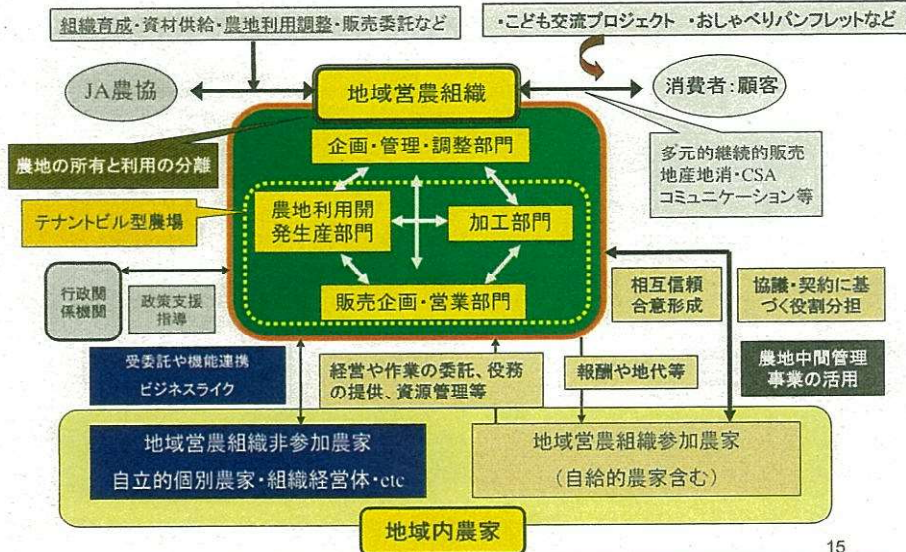 組織育成・資材供給・農地利用調整・販売委託など
・こども交流プロジェクト ・おしゃべりパンフレットなど
JA農協
地域営農組織
消費者:顧客
農地の所有と利用の分離
企画・管理・調整部門
多元的継続的販売
地産地消・CSA
コミュニケーション等
テナントビル型農場
農地利用開
発生産部門
加工部門
販売企画・営業部門
行政関
係機関
政策支援
指導
相互信頼
合意形成
協議・契約に基
づく役割分担
受委託や機能連携
ビジネスライク
経営や作業の委託、役務
の提供、資源管理等
報酬や地代等
農地中間管理
事業の活用
地域営農組織非参加農家
自立的個別農家・組織経営体・etc
地域営農組織参加農家
(自給的農家含む)
地域内農家
15